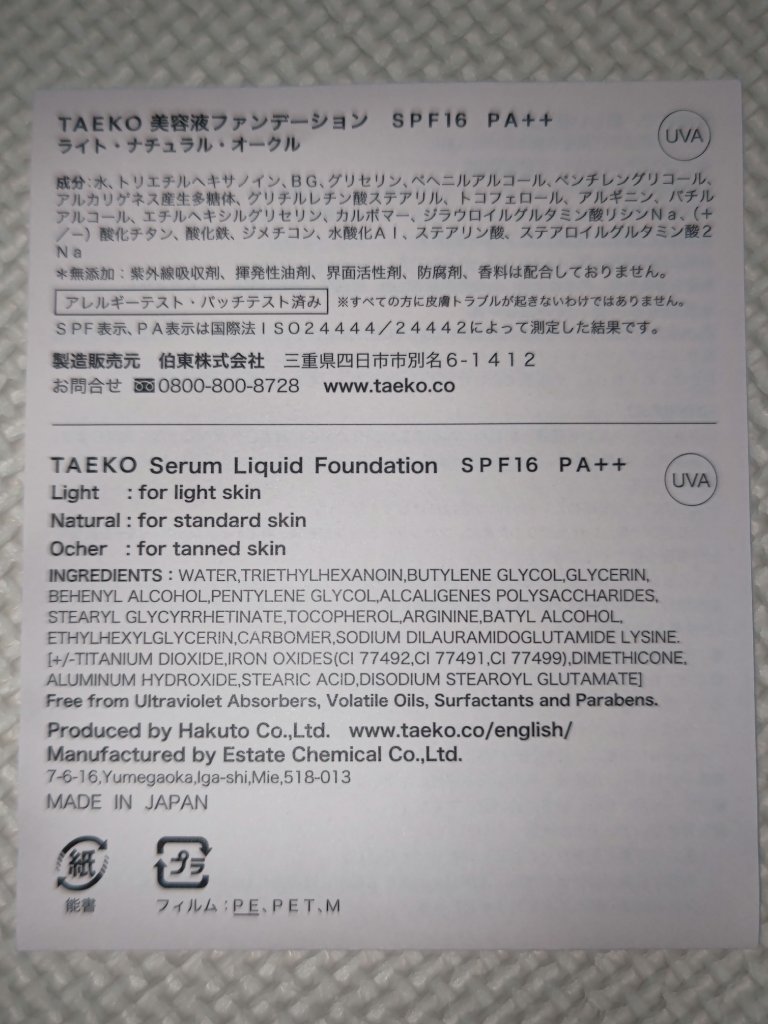 TAEKO 美容液ファンデーション SPF16 PA++
UVA
ライト・ナチュラル・オークル
成分:水、トリエチルヘキサノイン、BG、グリセリン、ベヘニルアルコール、ペンチレングリコール、
アルカリゲネス産生多糖体、グリチルレチン酸ステアリル、トコフェロール、アルギニン、バチル
アルコール、エチルヘキシルグリセリン、カルボマー、ジラウロイルグルタミン酸リシンNa、(+
/−)酸化チタン、酸化鉄、ジメチコン、水酸化Al、ステアリン酸、ステアロイルグルタミン酸2
Na
*無添加:紫外線吸収剤、揮発性油剤、界面活性剤、防腐剤、香料は配合しておりません。
アレルギーテスト・パッチテスト済み ※すべての方に皮膚トラブルが起きないわけではありません。
SPF表示、PA表示は国際法ISO24444/24442によって測定した結果です。
製造販売元 伯東株式会社 三重県四日市市別名6-1412
お問合せ 0800-800-8728 www.taeko.co
TAEKO Serum Liquid Foundation SPF16 PA++
UVA
Light : for light skin
Natural : for standard skin
Ocher : for tanned skin
INGREDIENTS : WATER,TRIETHYLHEXANOIN,BUTYLENE GLYCOL,GLYCERIN,
BEHENYL ALCOHOL,PENTYLENE GLYCOL,ALCALIGENES POLYSACCHARIDES,
STEARYL GLYCYRRHETINATE,TOCOPHEROL,ARGININE,BATYL ALCOHOL,
ETHYLHEXYLGLYCERIN,CARBOMER,SODIUM DILAURAMIDOGLUTAMIDE LYSINE.
[+/-TITANIUM DIOXIDE,IRON OXIDES(CI 77492,CI 77491,CI 77499),DIMETHICONE,
ALUMINUM HYDROXIDE,STEARIC ACID,DISODIUM STEAROYL GLUTAMATE]
Free from Ultraviolet Absorbers, Volatile Oils, Surfactants and Parabens.
Produced by Hakuto Co.,Ltd. www.taeko.co/english/
Manufactured by Estate Chemical Co.,Ltd.
7-6-16,Yumegaoka,Iga-shi,Mie,518-013
MADE IN JAPAN
紙 プラ
能書 フィルム:PE、PET、M